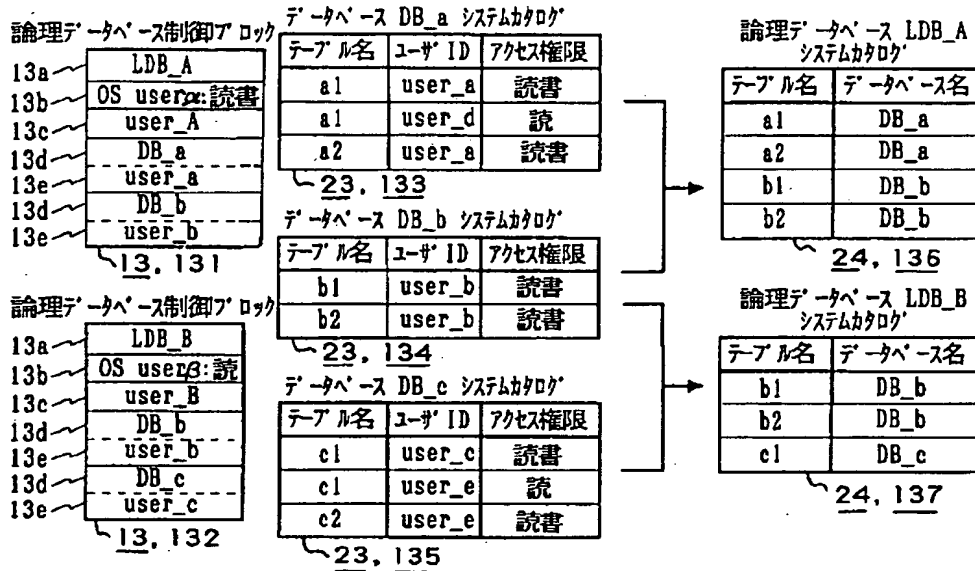 論理データベース制御ブロック
13a LDB_A
13b OS userα:読書
13c user_A
13d DB_a
13e user_a
13d DB_b
13e user_b
13, 131
論理データベース制御ブロック
13a LDB_B
13b OS userβ:読
13c user_B
13d DB_b
13e user_b
13d DB_c
13e user_c
13, 132
データベース DB_a システムカタログ
テーブル名 ユーザID アクセス権限
a1 user_a 読書
a1 user_d 読
a2 user_a 読書
23, 133
データベース DB_b システムカタログ
テーブル名 ユーザID アクセス権限
b1 user_b 読書
b2 user_b 読書
23, 134
データベース DB_c システムカタログ
テーブル名 ユーザID アクセス権限
c1 user_c 読書
c1 user_e 読
c2 user_e 読書
23, 135
論理データベース LDB_A
システムカタログ
テーブル名 データベース名
a1 DB_a
a2 DB_a
b1 DB_b
b2 DB_b
24, 136
論理データベース LDB_B
システムカタログ
テーブル名 データベース名
b1 DB_b
b2 DB_b
c1 DB_c
24, 137